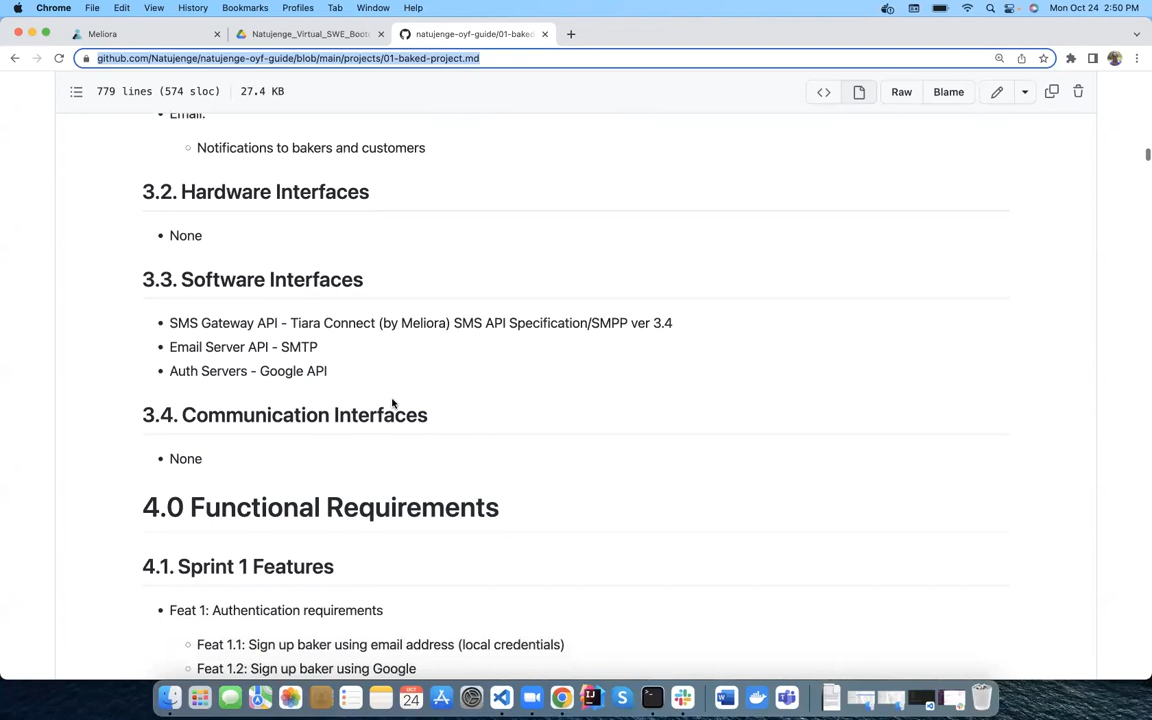 Chrome File Edit View History Bookmarks Profiles Tab Window Help Mon Oct 24 2:50 PM
Meliora
Natujenge_Virtual_SWE_Boot
natujenge-oyf-guide/01-baked
github.com/Natujenge/natujenge-oyf-guide/blob/main/projects/01-baked-project.md
779 lines (574 sloc) 27.4 KB
Raw Blame
Email:
Notifications to bakers and customers
3.2. Hardware Interfaces
None
3.3. Software Interfaces
SMS Gateway API - Tiara Connect (by Meliora) SMS API Specification/SMPP ver 3.4
Email Server API - SMTP
Auth Servers - Google API
3.4. Communication Interfaces
None
4.0 Functional Requirements
4.1. Sprint 1 Features
Feat 1: Authentication requirements
Feat 1.1: Sign up baker using email address (local credentials)
Feat 1.2: Sign up baker using Google
OCT
24